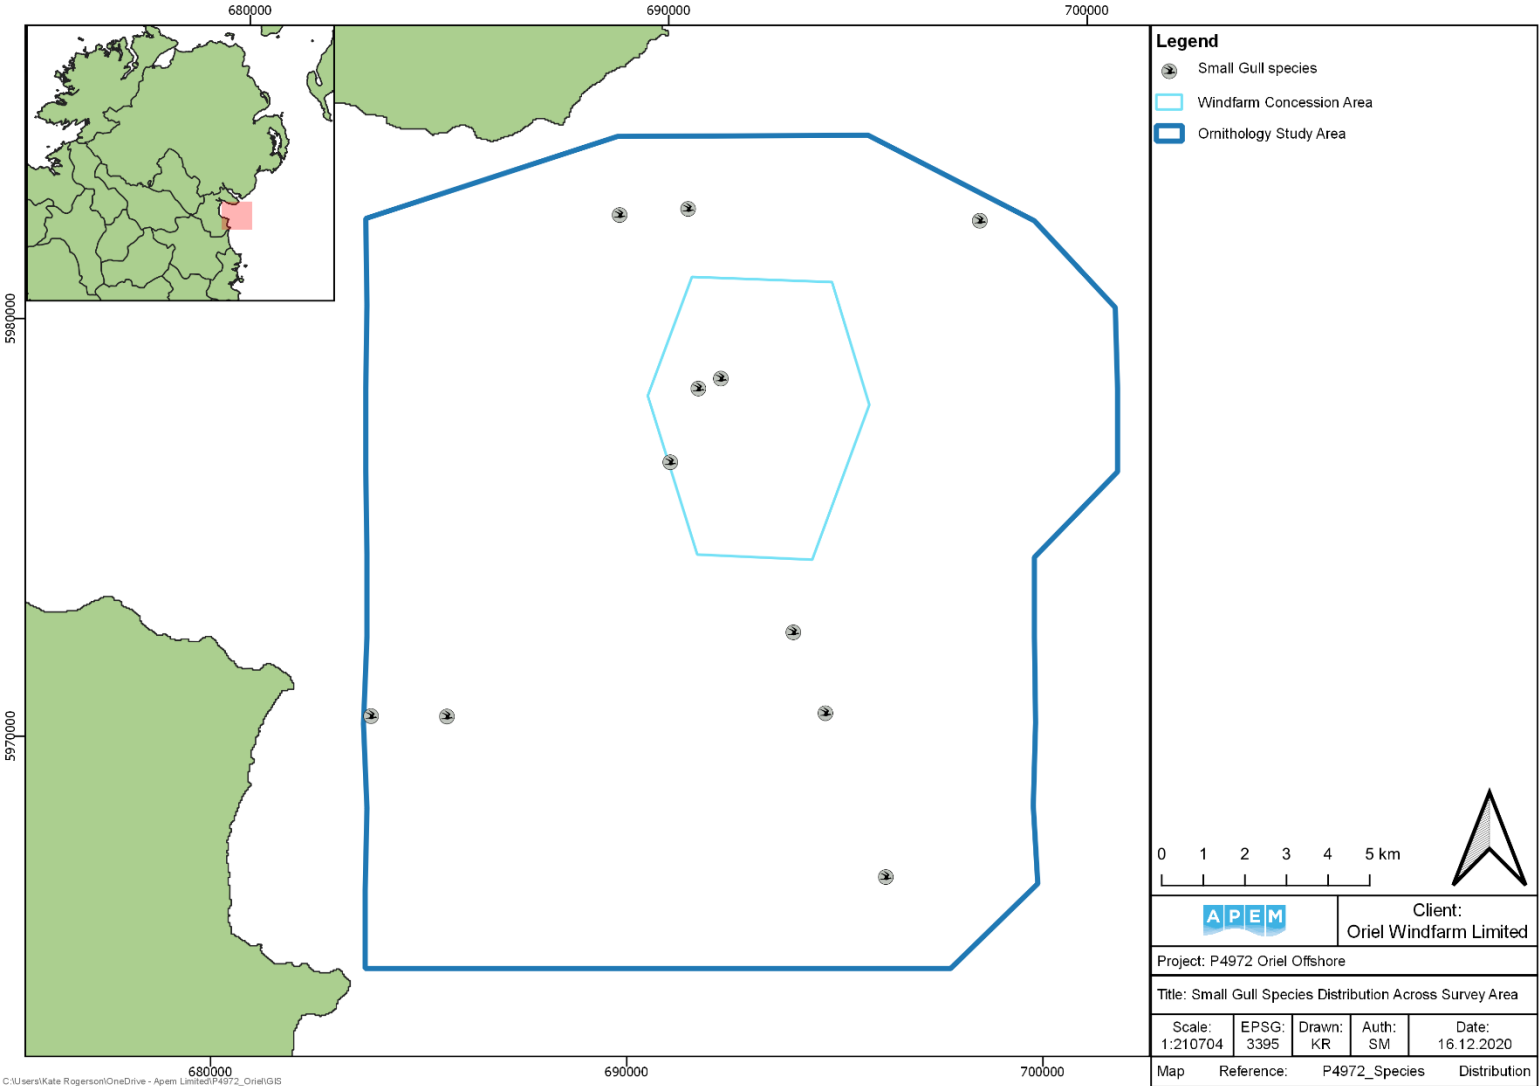 680000
690000
700000
5980000
5970000
680000
690000
700000
Legend
Small Gull species
Windfarm Concession Area
Ornithology Study Area
0 1 2 3 4 5 km
APEM
Client:
Oriel Windfarm Limited
Project: P4972 Oriel Offshore
Title: Small Gull Species Distribution Across Survey Area
Scale:
1:210704
EPSG:
3395
Drawn:
KR
Auth:
SM
Date:
16.12.2020
Map Reference: P4972_Species Distribution
C:\Users\Kate Rogerson\OneDrive - Apem Limited\P4972_Oriel\GIS